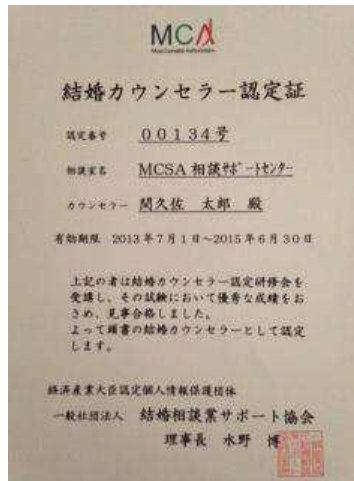 MCA
結婚カウンセラー認定証
認定番号 00134号
相談室名 MCSA 相談ｻﾎﾟｰﾄセンター
カウンセラー 関久佐 太郎 殿
有効期限 2013年7月1日~2015年6月30日
上記の者は結婚カウンセラー認定研修会を
受講し、その試験において優秀な成績をお
さめ、見事合格しました。
よって頭書の結婚カウンセラーとして認定
します。
経済産業大臣認定個人情報保護団体
一般社団法人 結婚相談業サポート協会
理事長 水野 博